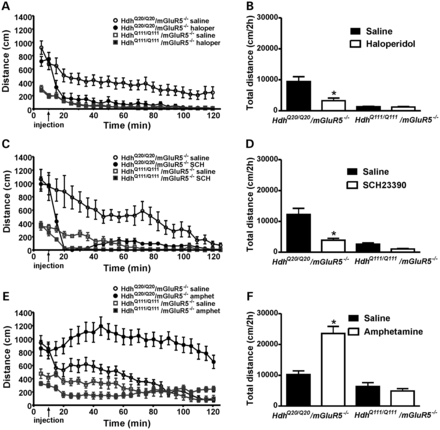 A
Hdh Q20/Q20/mGluR5-/- saline
Hdh Q20/Q20/mGluR5-/- haloper
Hdh Q111/Q111/mGluR5-/- saline
Hdh Q111/Q111/mGluR5-/- haloper
Distance (cm)
1400
1200
1000
800
600
400
200
0
0 20 40 60 80 100 120
injection
Time (min)
B
Saline
Haloperidol
Total distance (cm/2h)
30000
20000
10000
0
*
Hdh Q20/Q20/mGluR5-/- Hdh Q111/Q111/mGluR5-/-
C
Hdh Q20/Q20/mGluR5-/- saline
Hdh Q20/Q20/mGluR5-/- SCH
Hdh Q111/Q111/mGluR5-/- saline
Hdh Q111/Q111/mGluR5-/- SCH
Distance (cm)
1400
1200
1000
800
600
400
200
0
0 20 40 60 80 100 120
injection
Time (min)
D
Saline
SCH23390
Total distance (cm/2h)
30000
20000
10000
0
*
Hdh Q20/Q20/mGluR5-/- Hdh Q111/Q111/mGluR5-/-
E
Hdh Q20/Q20/mGluR5-/- saline
Hdh Q20/Q20/mGluR5-/- amphet
Hdh Q111/Q111/mGluR5-/- saline
Hdh Q111/Q111/mGluR5-/- amphet
Distance (cm)
1400
1200
1000
800
600
400
200
0
0 20 40 60 80 100 120
injection
Time (min)
F
Saline
Amphetamine
Total distance (cm/2h)
30000
20000
10000
0
*
Hdh Q20/Q20/mGluR5-/- Hdh Q111/Q111/mGluR5-/-